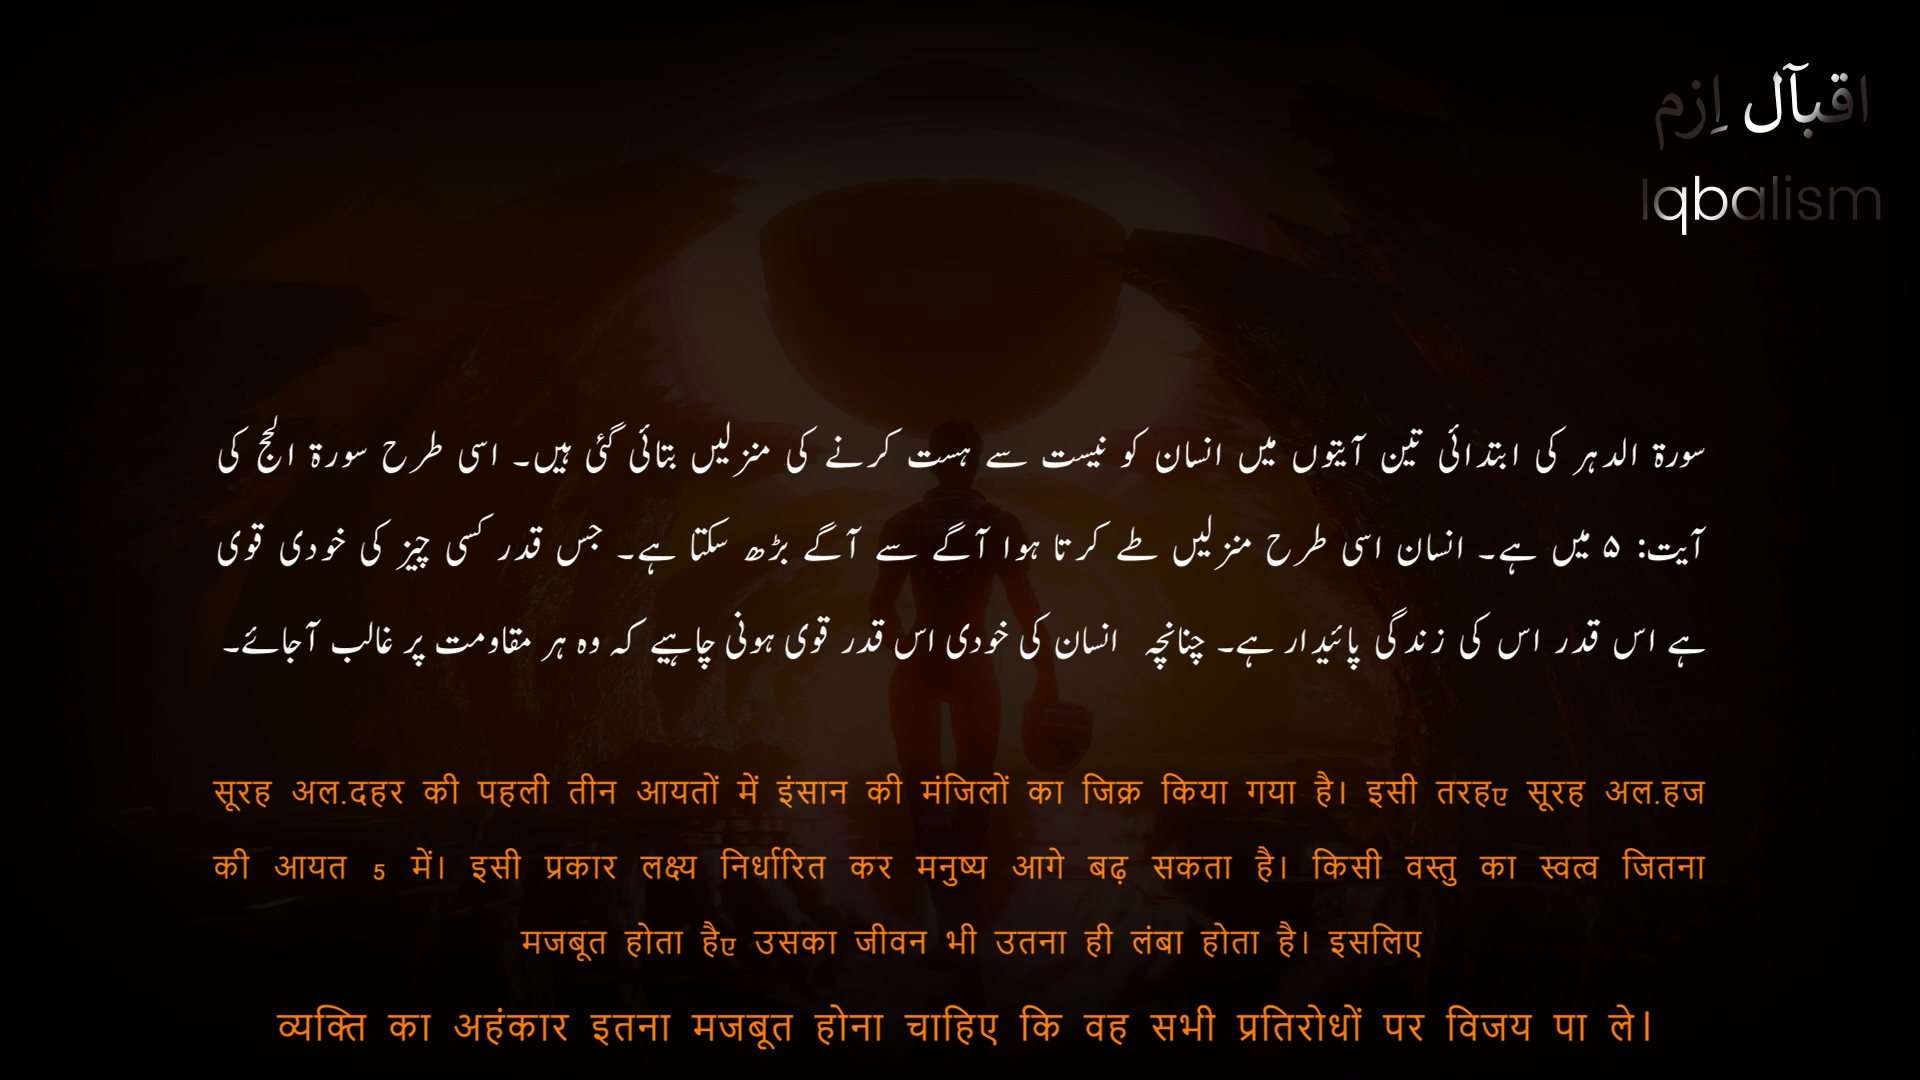 اقبآل اِزم
Iqbalism
سورۃ الدہر کی ابتدائی تین آیتوں میں انسان کو نیست سے ہست کرنے کی منزلیں بتائی گئی ہیں۔ اسی طرح سورۃ الحج کی
آیت: ۵ میں ہے۔ انسان اسی طرح منزلیں طے کرتا ہوا آگے سے آگے بڑھ سکتا ہے۔ جس قدر کسی چیز کی خودی قوی
ہے اس قدر اس کی زندگی پائیدار ہے۔ چنانچہ انسان کی خودی اس قدر قوی ہونی چاہیے کہ وہ ہر مقاومت پر غالب آجائے۔
सूरह अल.दहर की पहली तीन आयतों में इंसान की मंजिलों का जिक्र किया गया है। इसी तरहए सूरह अल.हज
की आयत 5 में। इसी प्रकार लक्ष्य निर्धारित कर मनुष्य आगे बढ़ सकता है। किसी वस्तु का स्वत्व जितना
मजबूत होता हैए उसका जीवन भी उतना ही लंबा होता है। इसलिए
व्यक्ति का अहंकार इतना मजबूत होना चाहिए कि वह सभी प्रतिरोधों पर विजय पा ले।